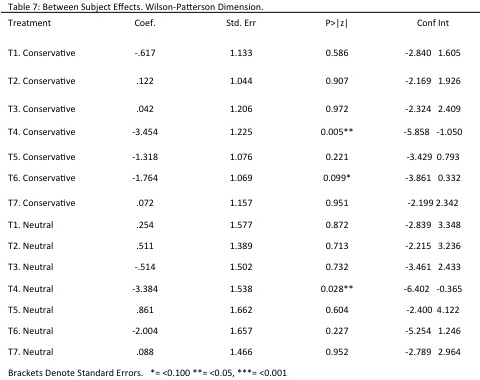 Table 7: Between Subject Effects. Wilson-Patterson Dimension.
Treatment Coef. Std. Err P>|z| Conf Int
T1. Conservative -.617 1.133 0.586 -2.840 1.605
T2. Conservative .122 1.044 0.907 -2.169 1.926
T3. Conservative .042 1.206 0.972 -2.324 2.409
T4. Conservative -3.454 1.225 0.005** -5.858 -1.050
T5. Conservative -1.318 1.076 0.221 -3.429 0.793
T6. Conservative -1.764 1.069 0.099* -3.861 0.332
T7. Conservative .072 1.157 0.951 -2.199 2.342
T1. Neutral .254 1.577 0.872 -2.839 3.348
T2. Neutral .511 1.389 0.713 -2.215 3.236
T3. Neutral -.514 1.502 0.732 -3.461 2.433
T4. Neutral -3.384 1.538 0.028** -6.402 -0.365
T5. Neutral .861 1.662 0.604 -2.400 4.122
T6. Neutral -2.004 1.657 0.227 -5.254 1.246
T7. Neutral .088 1.466 0.952 -2.789 2.964
Brackets Denote Standard Errors. *= <0.100 **= <0.05, ***= <0.001